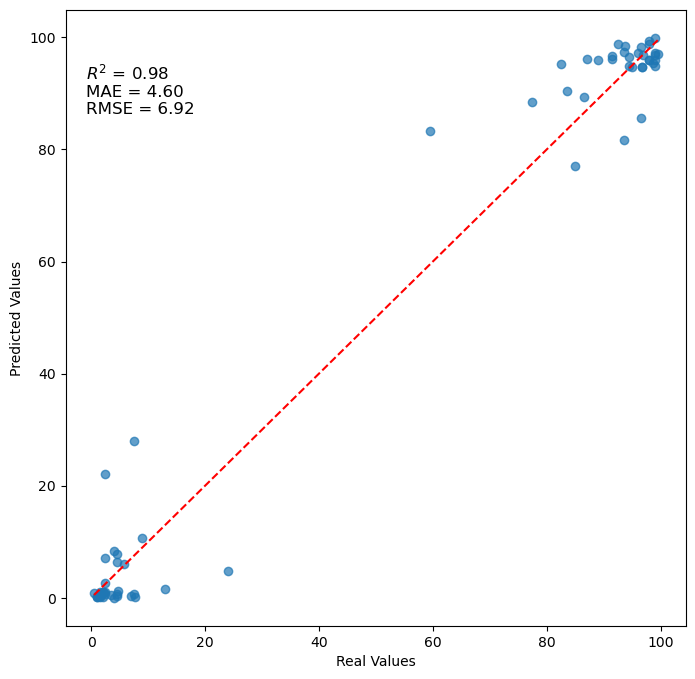 100
80
60
40
20
0
Predicted Values
R² = 0.98
MAE = 4.60
RMSE = 6.92
0 20 40 60 80 100
Real Values